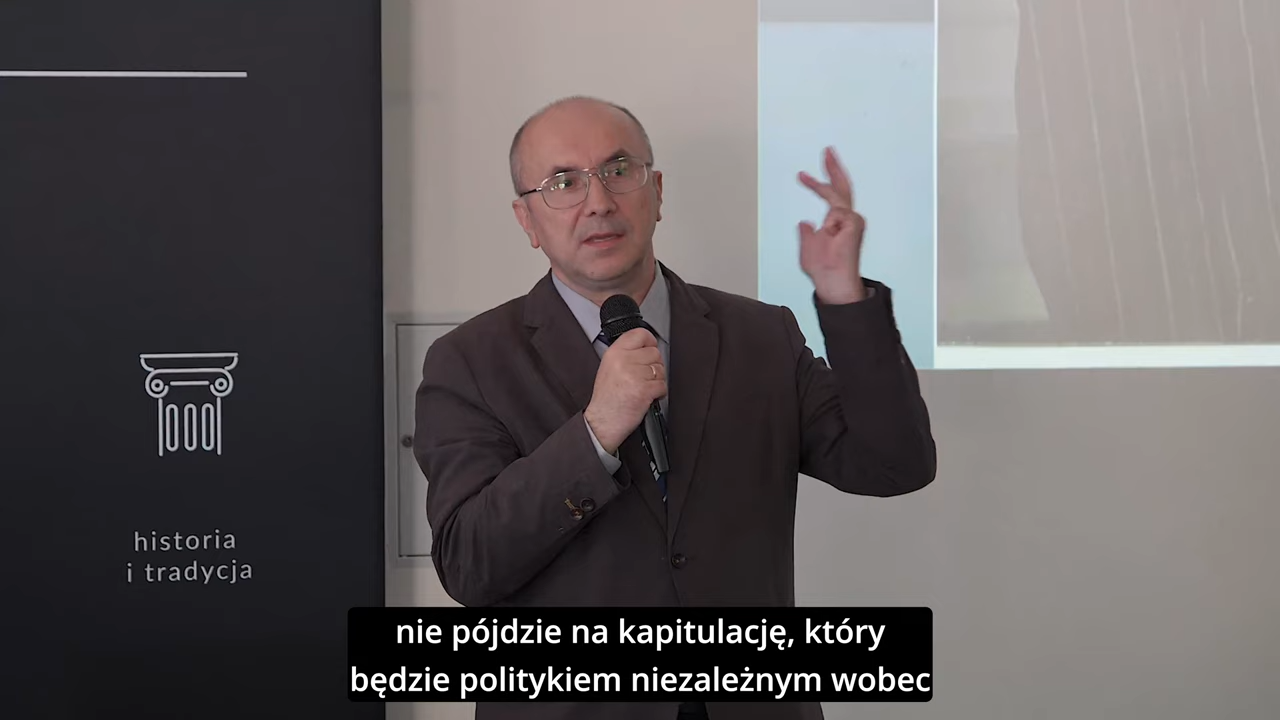 historia
i tradycja
nie pójdzie na kapitulację, który
będzie politykiem niezależnym wobec